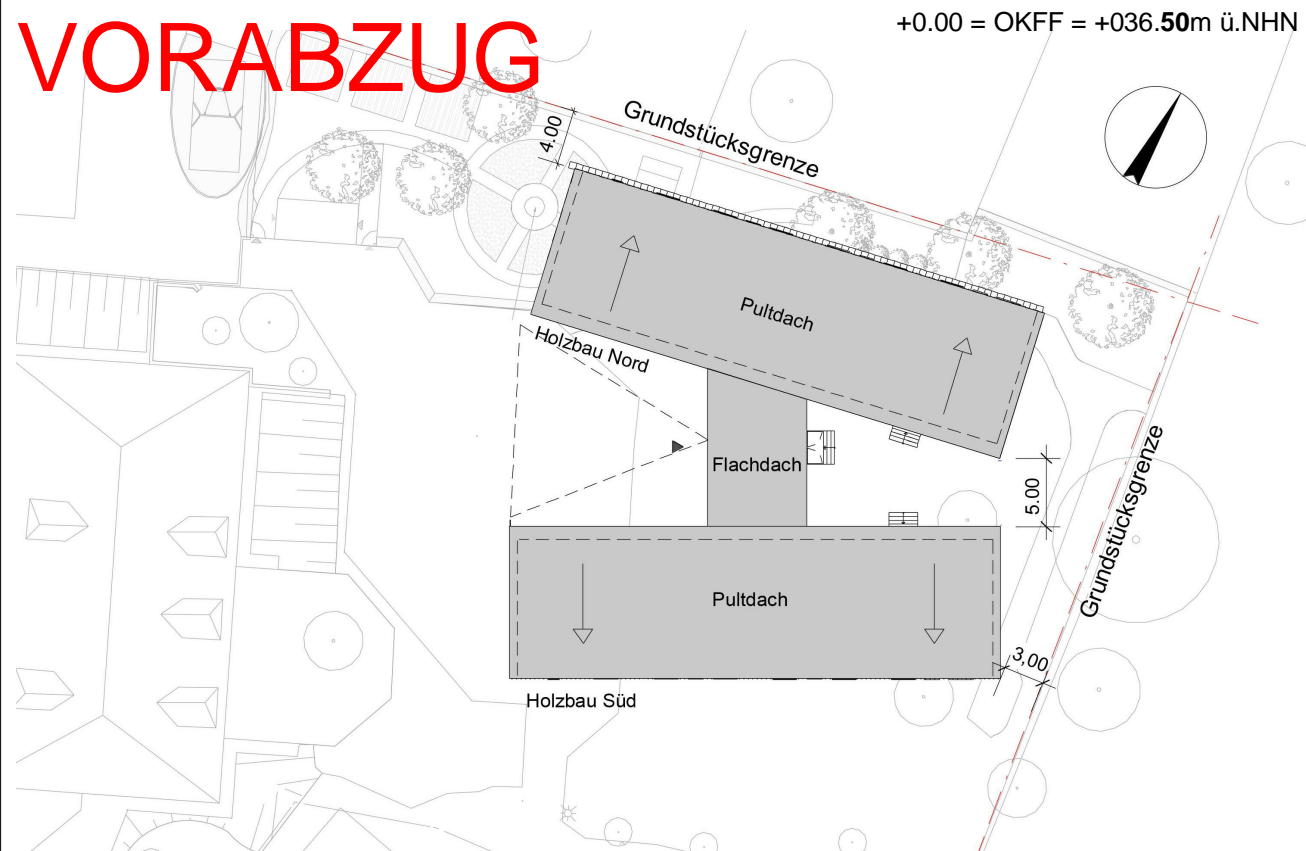 VORABZUG
+0.00 = OKFF = +036.50m ü.NHN
4.00
Grundstücksgrenze
Pultdach
Holzbau Nord
Flachdach
5.00
Grundstücksgrenze
Pultdach
3,00
Holzbau Süd